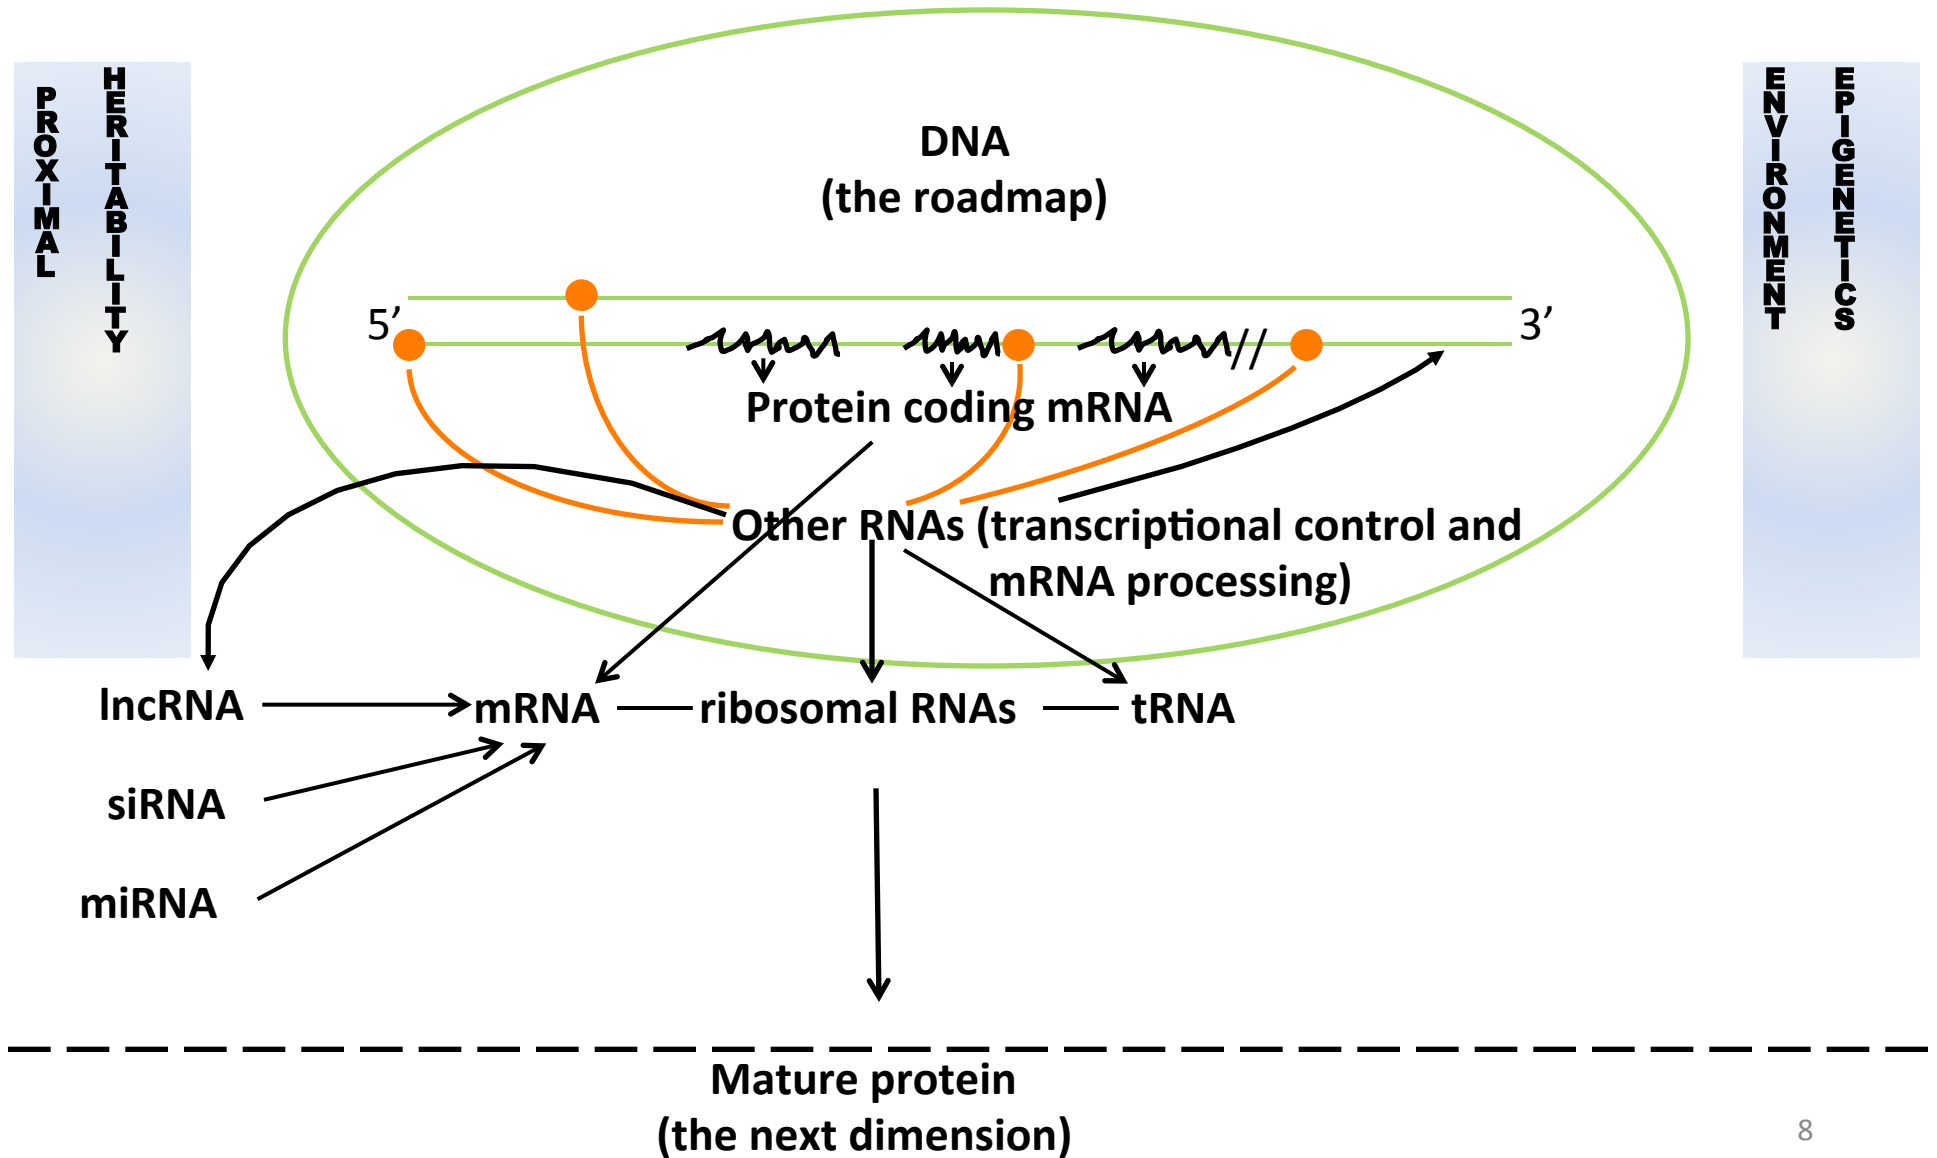 PROXIMAL
HERITABILITY
ENVIRONMENT
EPIGENETICS
DNA
(the roadmap)
5’
3’
//
Protein coding mRNA
Other RNAs (transcriptional control and
mRNA processing)
lncRNA
mRNA
ribosomal RNAs
tRNA
siRNA
miRNA
Mature protein
(the next dimension)
8